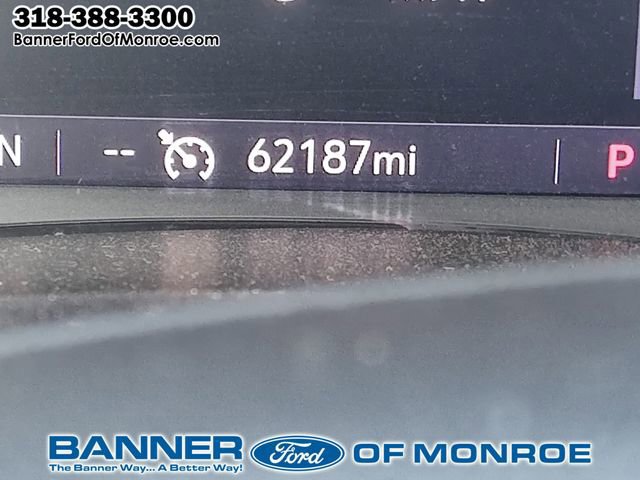 318-388-3300
BannerFordOfMonroe.com
N -- 62187mi P
BANNER Ford OF MONROE
The Banner Way... A Better Way!